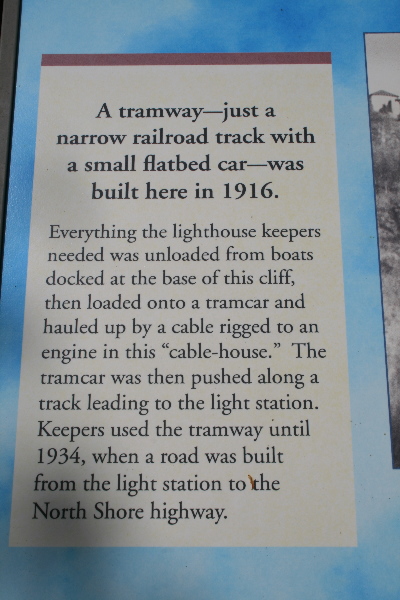 A tramway—just a
narrow railroad track with
a small flatbed car—was
built here in 1916.
Everything the lighthouse keepers
needed was unloaded from boats
docked at the base of this cliff,
then loaded onto a tramcar and
hauled up by a cable rigged to an
engine in this “cable-house.” The
tramcar was then pushed along a
track leading to the light station.
Keepers used the tramway until
1934, when a road was built
from the light station to the
North Shore highway.